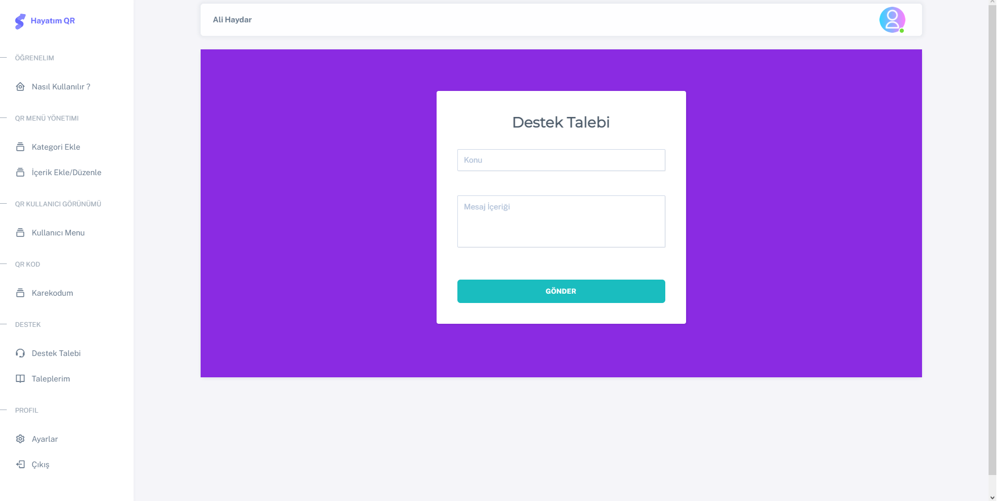 Hayatım QR
ÖĞRENELIM
Nasıl Kullanılır ?
QR MENÜ YÖNETIMI
Kategori Ekle
İçerik Ekle/Düzenle
QR KULLANICI GÖRÜNÜMÜ
Kullanıcı Menu
QR KOD
Karekodum
DESTEK
Destek Talebi
Taleplerim
PROFIL
Ayarlar
Çıkış
Ali Haydar
Destek Talebi
Konu
Mesaj İçeriği
GÖNDER